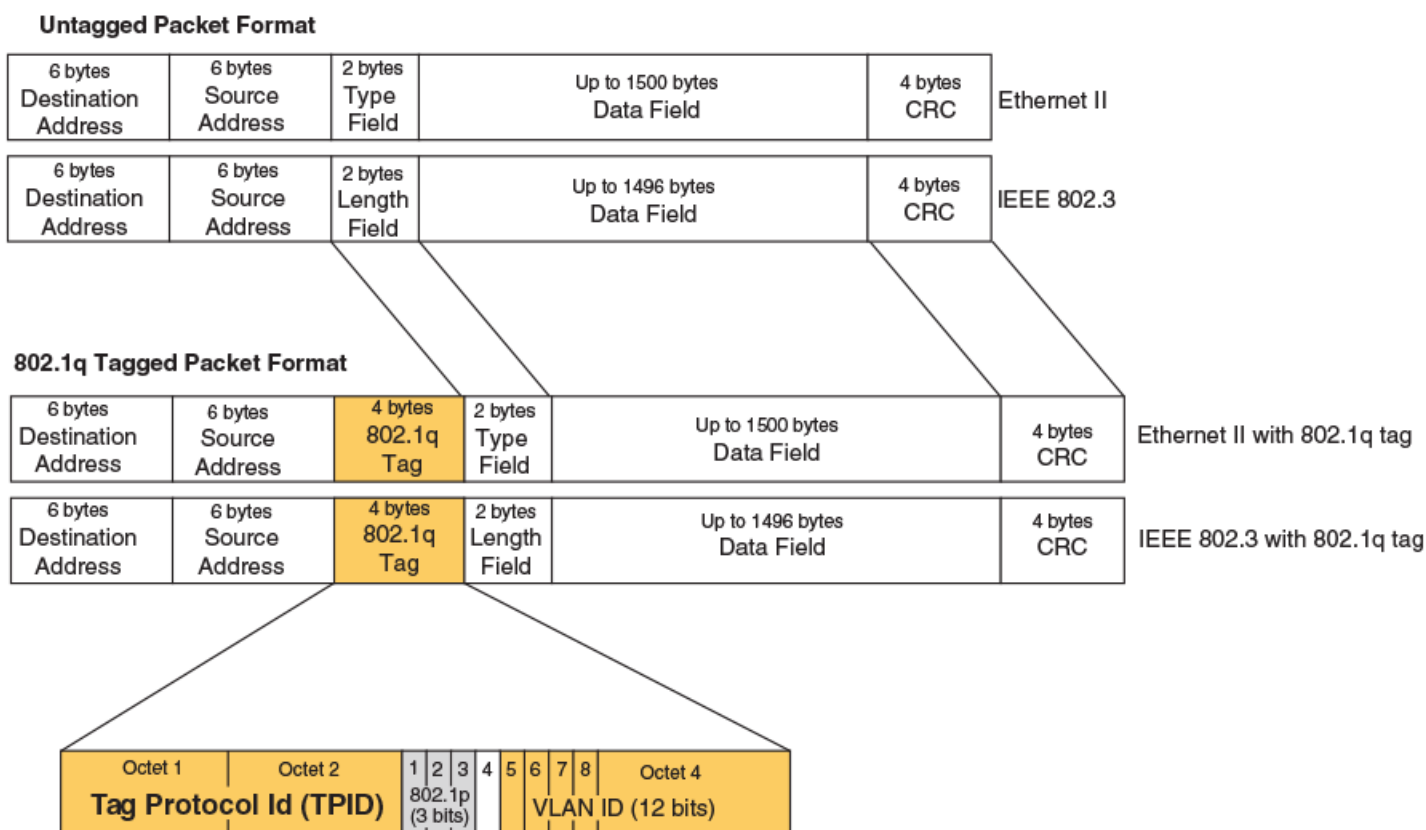 Untagged Packet Format
6 bytes
Destination
Address
6 bytes
Source
Address
2 bytes
Type
Field
Up to 1500 bytes
Data Field
4 bytes
CRC
Ethernet II
6 bytes
Destination
Address
6 bytes
Source
Address
2 bytes
Length
Field
Up to 1496 bytes
Data Field
4 bytes
CRC
IEEE 802.3
802.1q Tagged Packet Format
6 bytes
Destination
Address
6 bytes
Source
Address
4 bytes
802.1q
Tag
2 bytes
Type
Field
Up to 1500 bytes
Data Field
4 bytes
CRC
Ethernet II with 802.1q tag
6 bytes
Destination
Address
6 bytes
Source
Address
4 bytes
802.1q
Tag
2 bytes
Length
Field
Up to 1496 bytes
Data Field
4 bytes
CRC
IEEE 802.3 with 802.1q tag
Octet 1
Octet 2
1 2 3 4 5 6 7 8
Octet 4
Tag Protocol Id (TPID)
802.1p
(3 bits)
VLAN ID (12 bits)